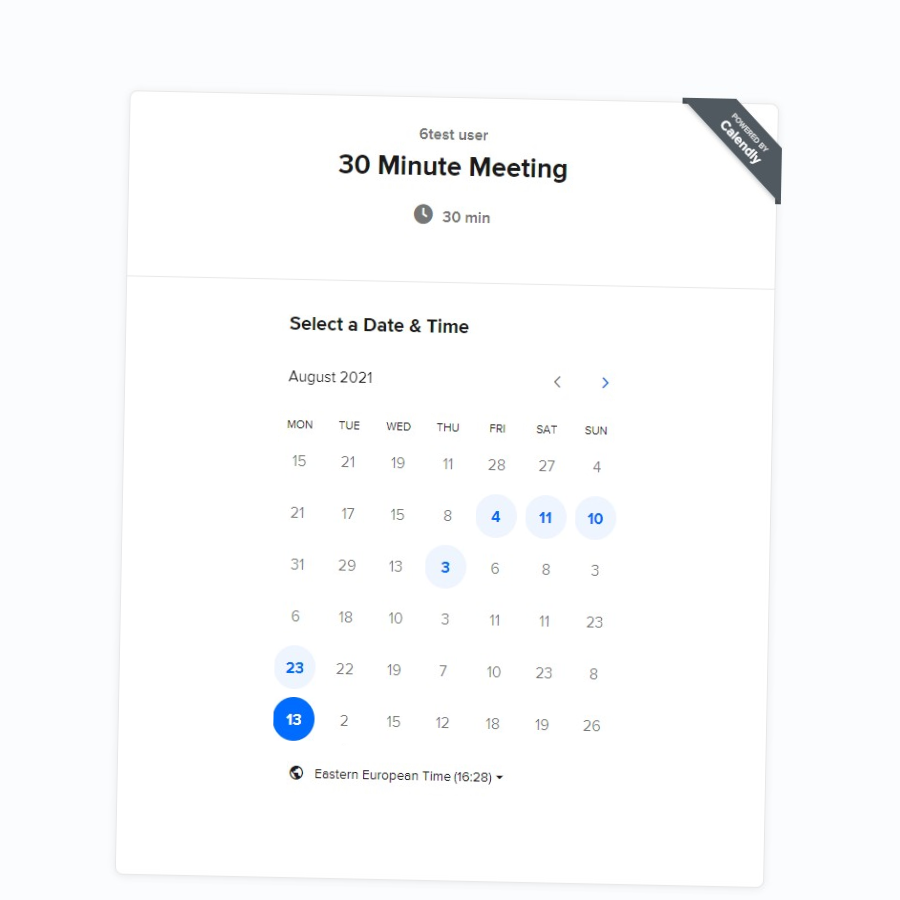 POWERED BY
Calendly
6test user
30 Minute Meeting
30 min
Select a Date & Time
August 2021
MON TUE WED THU FRI SAT SUN
15 21 19 11 28 27 4
21 17 15 8 4 11 10
31 29 13 3 6 8 3
6 18 10 3 11 11 23
23 22 19 7 10 23 8
13 2 15 12 18 19 26
Eastern European Time (16:28)